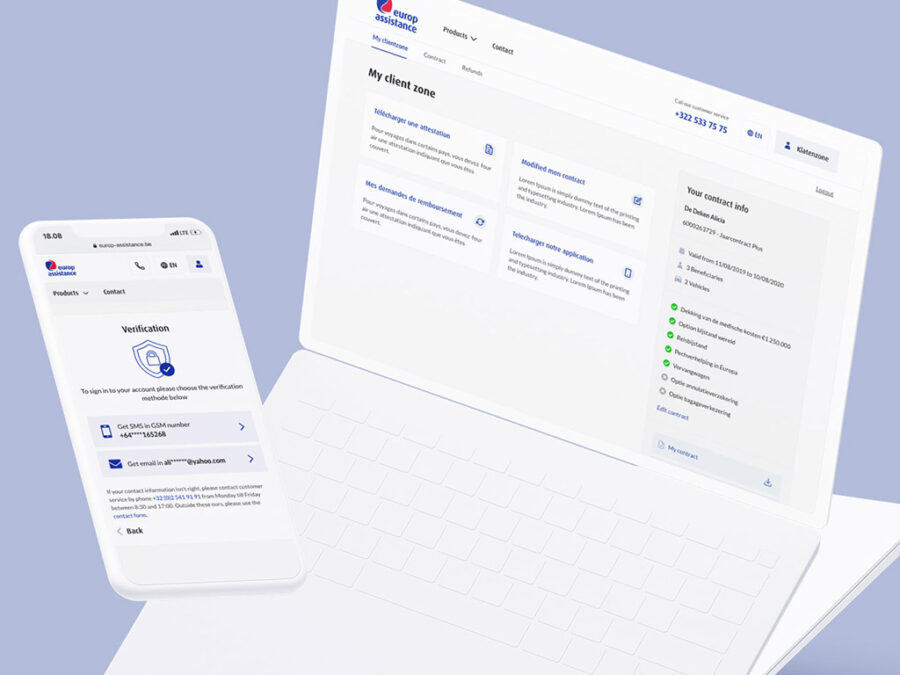 18.08
LTE
europ-assistance.be
europ
assistance
EN
Products
Contact
Verification
To sign in to your account please choose the verification
methode below
Get SMS in GSM number
+64****165268
Get email in ali******@yahoo.com
If your contact information isn't right, please contact customer
service by phone +32 (0)2 541 91 91 from Monday till Friday
between 8:30 and 17:00. Outside these ours, please use the
contact form.
Back
europ
assistance
Products
Contact
My clientzone
Contract
Refunds
Call our customer service
+322 533 75 75
EN
Klatenzone
Logout
My client zone
Télécharger une attestation
Pour voyages dans certains pays, vous devez four
air une attestation indiquant que vous êtes
couvert.
Modified mon contract
Lorem Ipsum is simply dummy text of the printing
and typesetting industry. Lorem Ipsum has been
the industry.
Mes demandes de remboursement
Pour voyages dans certains pays, vous devez four
air une attestation indiquant que vous êtes
couvert.
Telecharger notre application
Lorem Ipsum is simply dummy text of the printing
and typesetting industry. Lorem Ipsum has been
the industry.
Your contract info
De Deken Alicia
6000263729 - Jaarcontract Plus
Valid from 11/08/2019 to 10/08/2020
3 Beneficiaries
2 Vehicles
Dekking van de medische kosten €1.250.000
Option bijstand wereld
Reisbijstand
Pechverhelping in Europa
Vervangwagen
Optie annulatieverzekering
Optie bagageverkezering
Edit contract
My contract